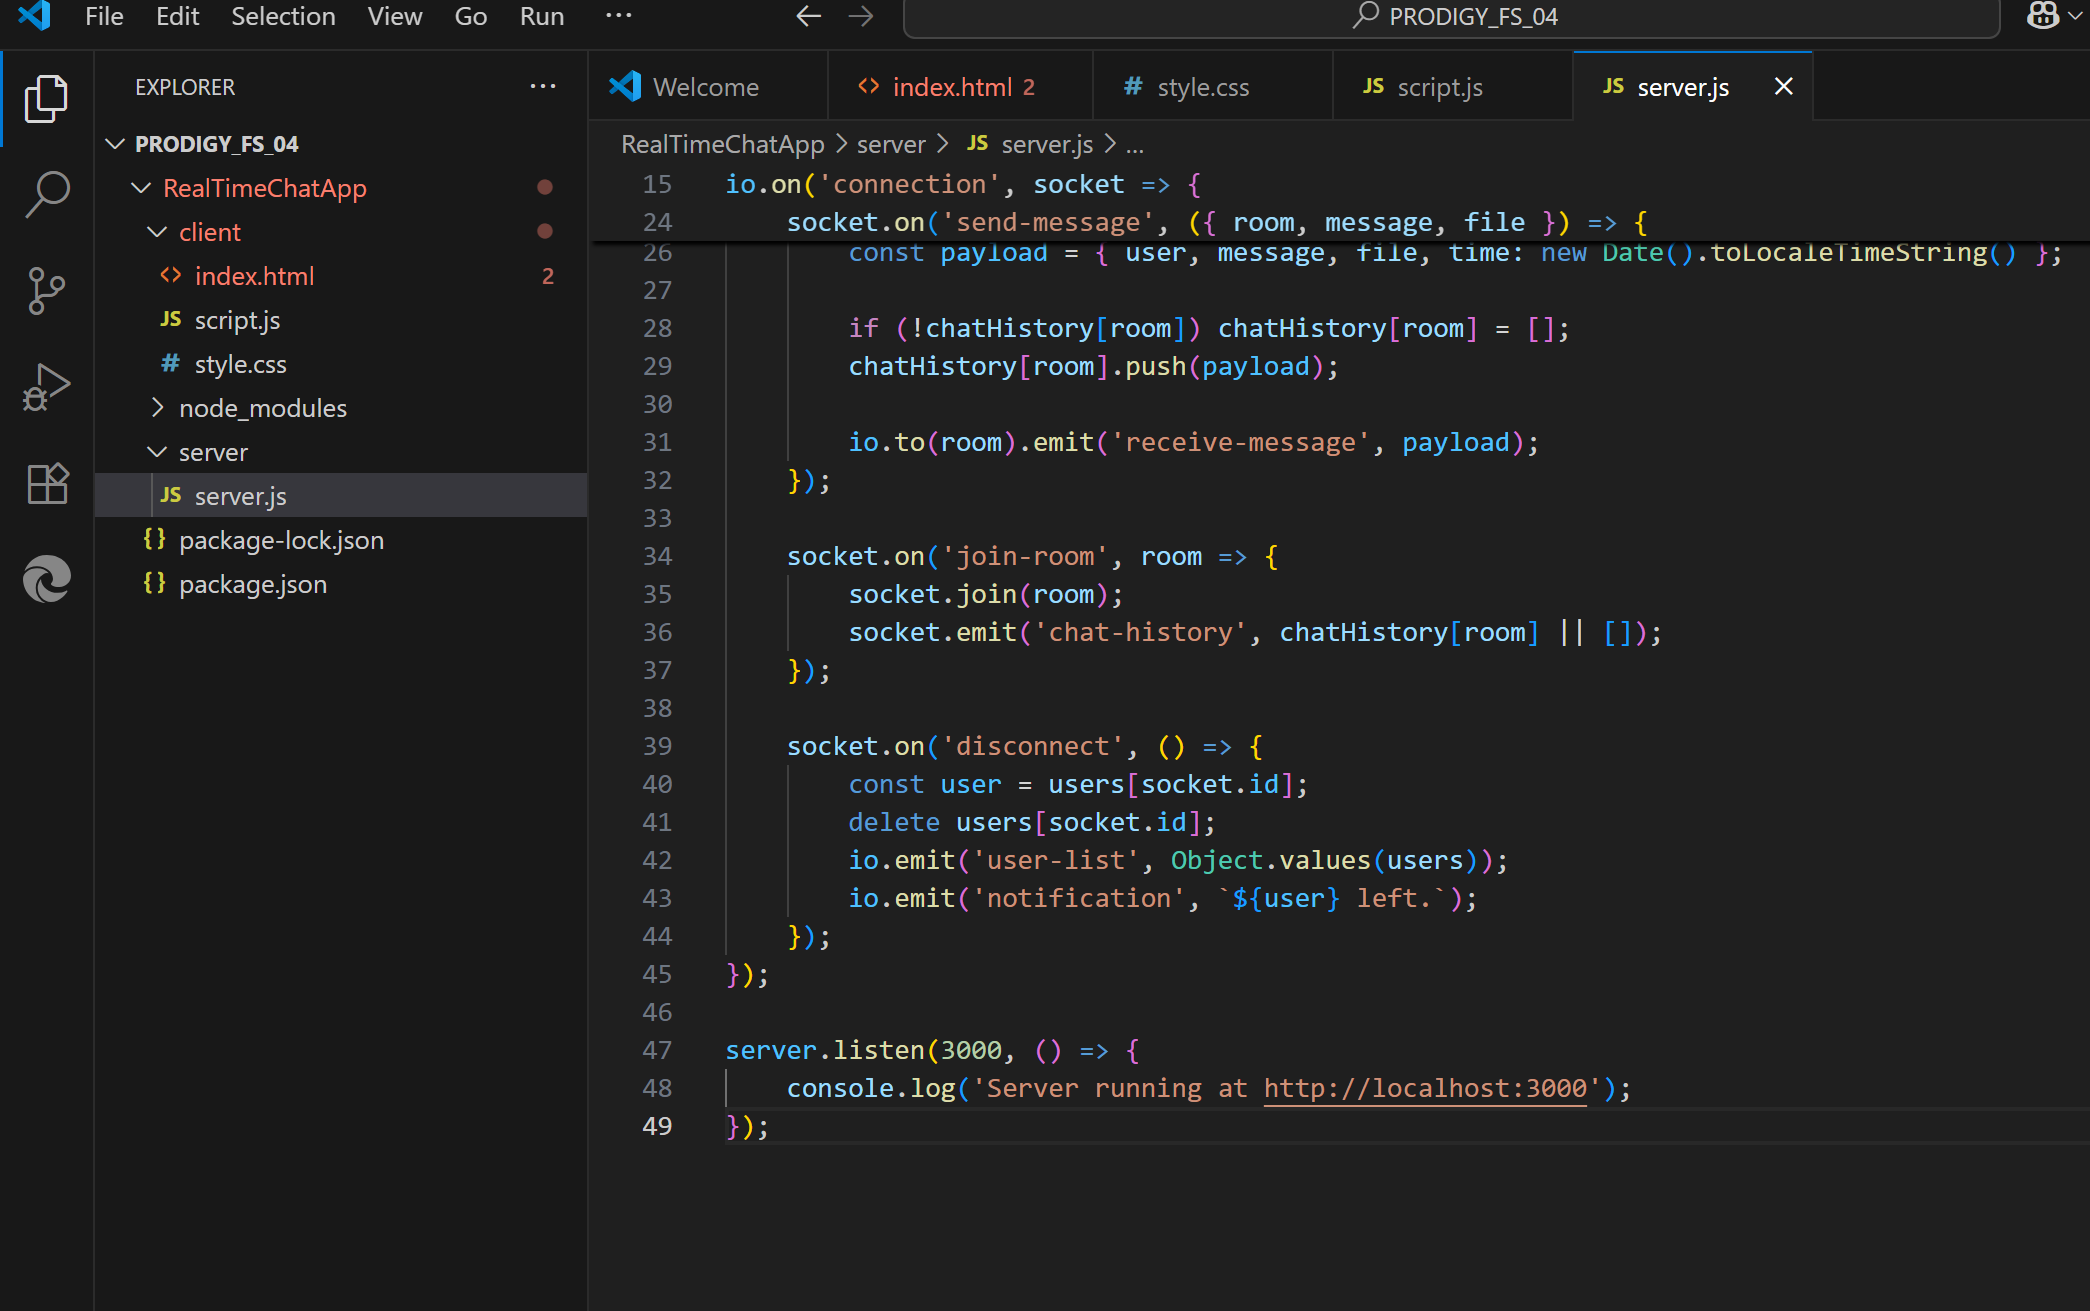 File Edit Selection View Go Run ...
PRODIGY_FS_04
EXPLORER
PRODIGY_FS_04
RealTimeChatApp
client
index.html 2
script.js
style.css
node_modules
server
server.js
package-lock.json
package.json
Welcome index.html 2 style.css script.js server.js
RealTimeChatApp > server > JS server.js > ...
15 io.on('connection', socket => {
24 socket.on('send-message', ({ room, message, file }) => {
26 const payload = { user, message, file, time: new Date().toLocaleTimeString() };
27
28 if (!chatHistory[room]) chatHistory[room] = [];
29 chatHistory[room].push(payload);
30
31 io.to(room).emit('receive-message', payload);
32 });
33
34 socket.on('join-room', room => {
35 socket.join(room);
36 socket.emit('chat-history', chatHistory[room] || []);
37 });
38
39 socket.on('disconnect', () => {
40 const user = users[socket.id];
41 delete users[socket.id];
42 io.emit('user-list', Object.values(users));
43 io.emit('notification', `${user} left.`);
44 });
45 });
46
47 server.listen(3000, () => {
48 console.log('Server running at http://localhost:3000');
49 });